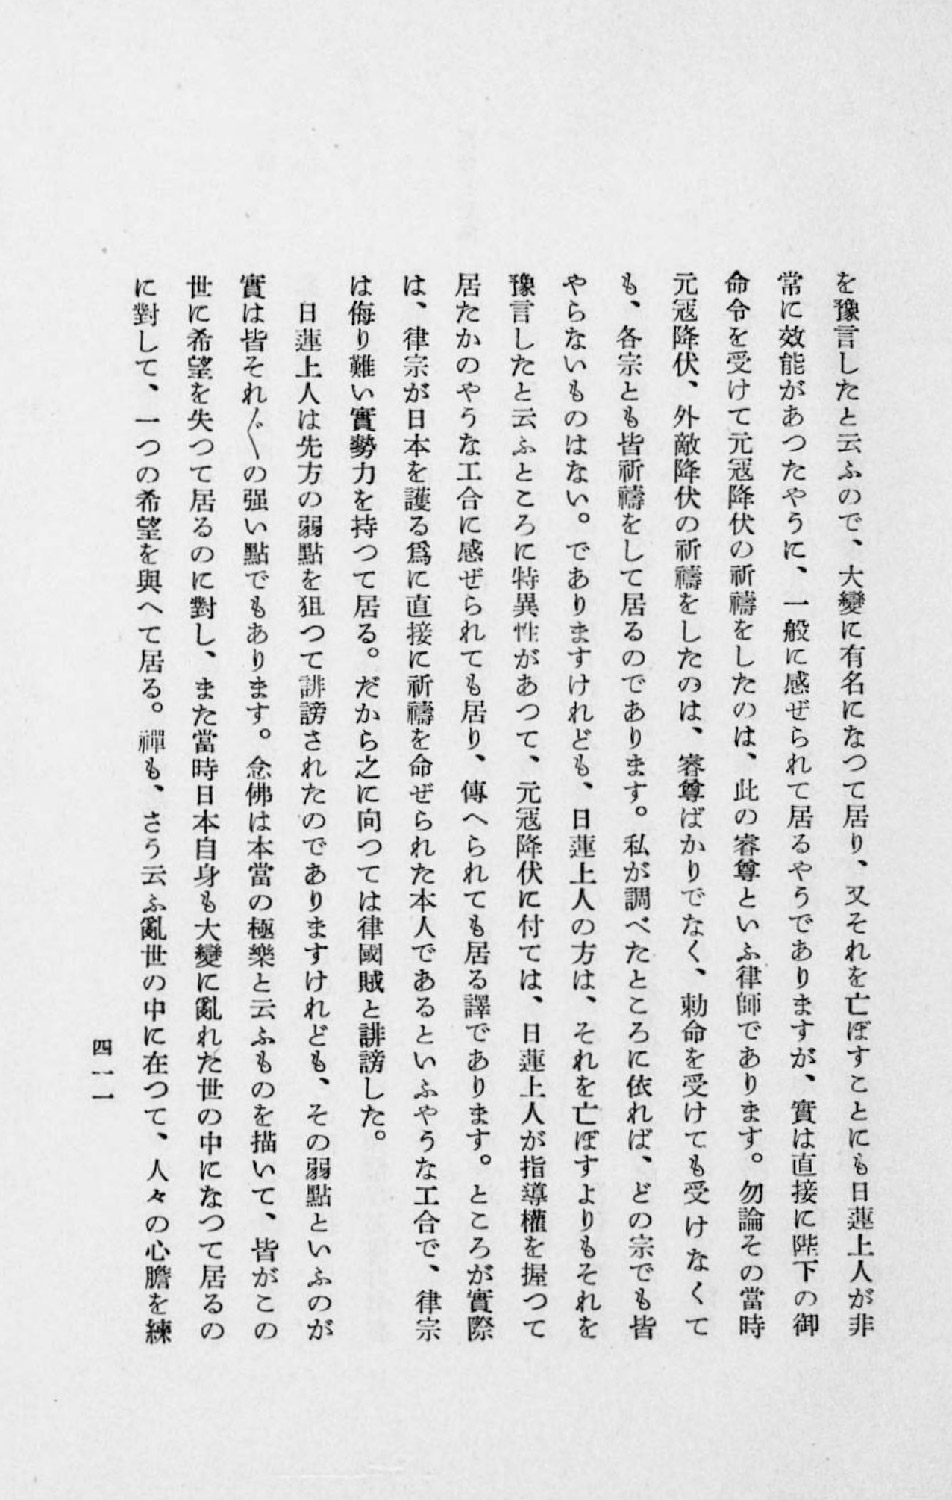 を豫言したと云ふので、大變に有名になつて居り、又それを亡ぼすことにも日蓮上人が非
常に效能があつたやうに、一般に感ぜられて居るやうでありますが、實は直接に陛下の御
命令を受けて元冦降伏の祈禱をしたのは、此の睿尊といふ律師であります。勿論その當時
元冦降伏、外敵降伏の祈禱をしたのは、睿尊ばかりでなく、勅命を受けても受けなくて
も、各宗とも皆祈禱をして居るのであります。私が調べたところに依れば、どの宗でも皆
やらないものはない。でありますけれども、日蓮上人の方は、それを亡ぼすよりもそれを
豫言したと云ふところに特異性があつて、元冦降伏に付ては、日蓮上人が指導權を握つて
居たかのやうな工合に感ぜられても居り、傳へられても居る譯であります。ところが實際
は、律宗が日本を護る爲に直接に祈禱を命ぜられた本人であるといふやうな工合で、律宗
は侮り難い實勢力を持つて居る。だから之に向つては律國賊と誹謗した。
日蓮上人は先方の弱點を狙つて誹謗されたのでありますけれども、その弱點といふのが
實は皆それ〴〵の强い點でもあります。念佛は本當の極樂と云ふものを描いて、皆がこの
世に希望を失つて居るのに對し、また當時日本自身も大變に亂れた世の中になつて居るの
に對して、一つの希望を與へて居る。禪も、さう云ふ亂世の中に在つて、人々の心膽を練
四一一